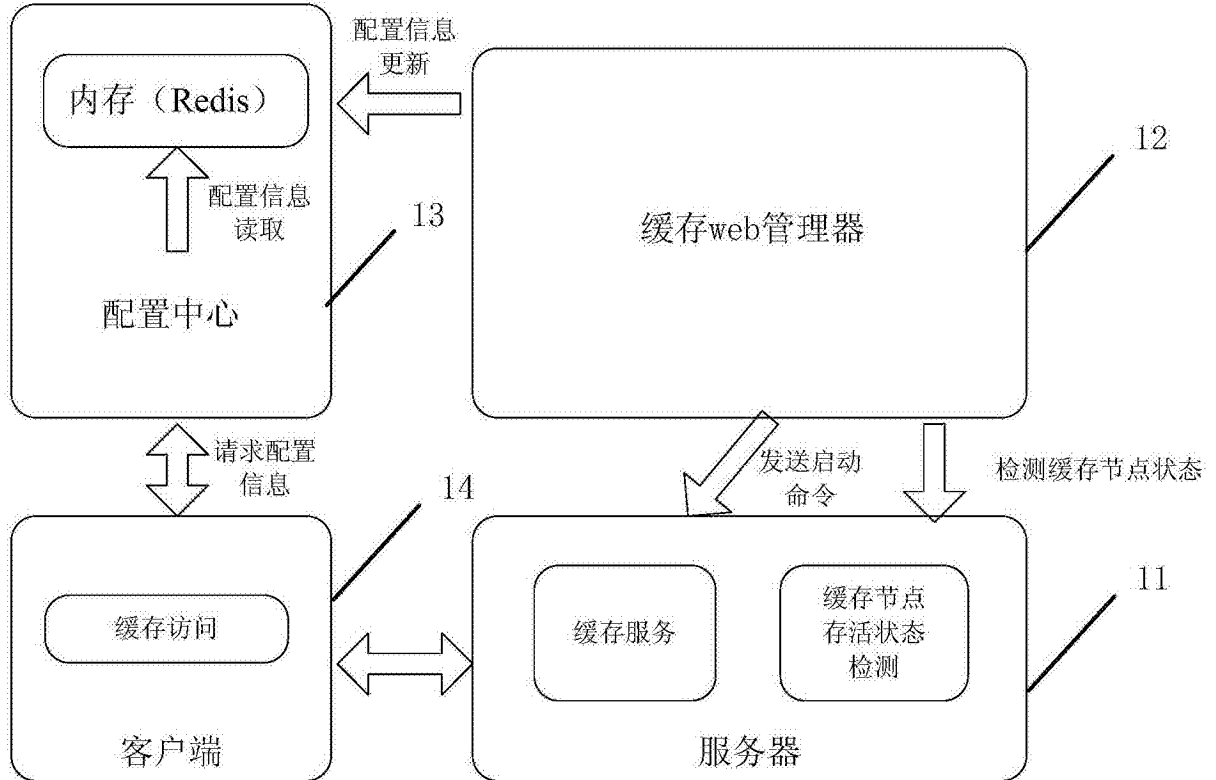 配置信息
更新
内存（Redis）
12
配置信息
读取
13
缓存web管理器
配置中心
请求配置
信息
发送启动
命令
检测缓存节点状态
14
11
缓存访问
缓存服务
缓存节点
存活状态
检测
客户端
服务器